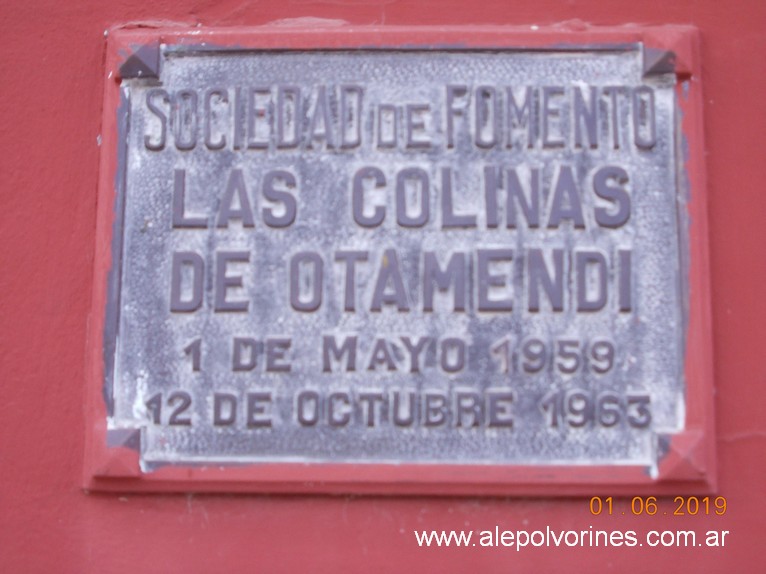 SOCIEDAD DE FOMENTO
LAS COLINAS
DE OTAMENDI
1 DE MAYO 1959
12 DE OCTUBRE 1963
01.06.2019
www.alepolvorines.com.ar